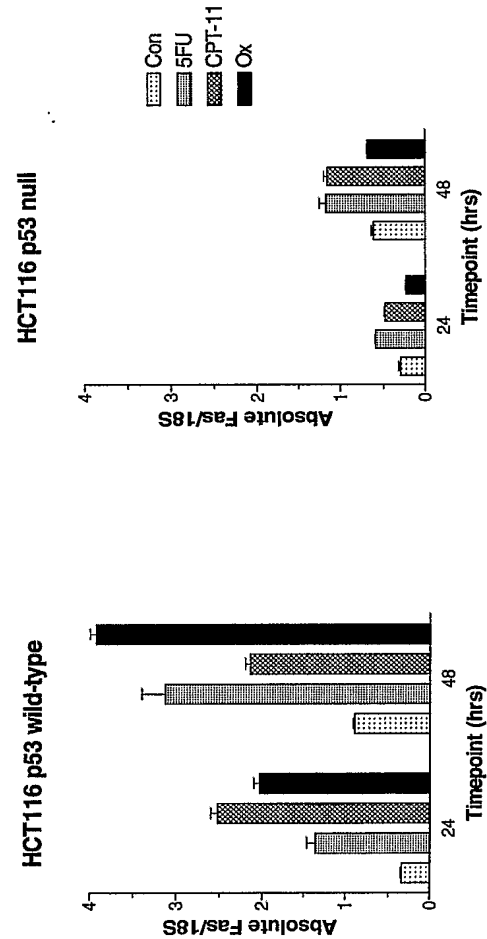 HCT116 p53 wild-type
Absolute Fas/18S
4
3
2
1
0
24
48
Timepoint (hrs)
HCT116 p53 null
Absolute Fas/18S
4
3
2
1
0
24
48
Timepoint (hrs)
Con
5FU
CPT-11
Ox